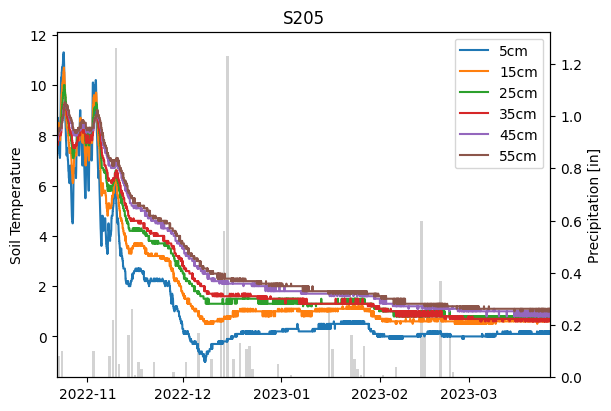 S205
12
10
8
6
4
2
0
Soil Temperature
5cm
15cm
25cm
35cm
45cm
55cm
1.2
1.0
0.8
0.6
0.4
0.2
0.0
Precipitation [in]
2022-11
2022-12
2023-01
2023-02
2023-03